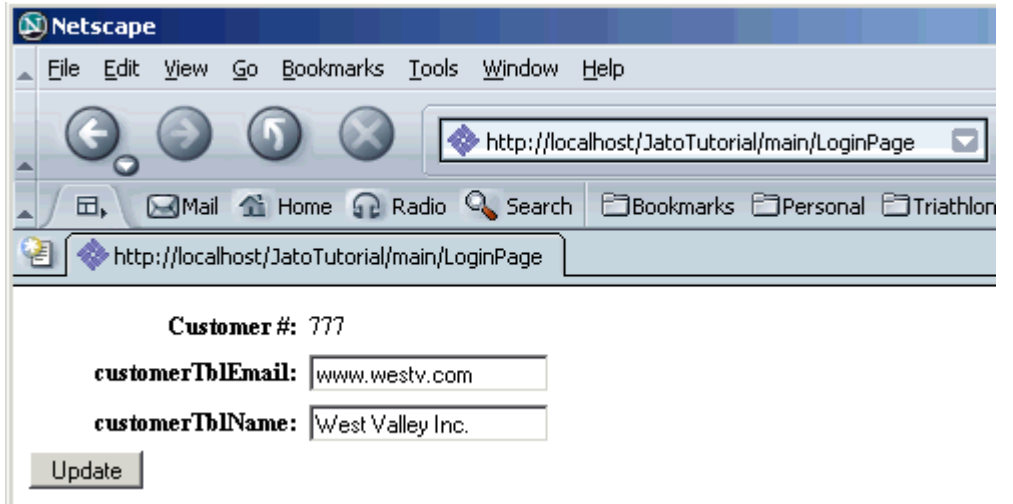 Netscape
File Edit View Go Bookmarks Tools Window Help
http://localhost/JatoTutorial/main/LoginPage
Mail Home Radio Search Bookmarks Personal Triathlon
http://localhost/JatoTutorial/main/LoginPage
Customer #: 777
customerTblEmail: www.westv.com
customerTblName: West Valley Inc.
Update